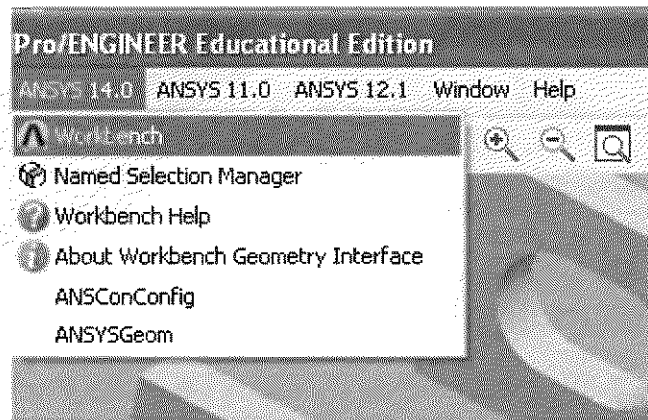 Pro/ENGINEER Educational Edition
ANSYS 14.0 ANSYS 11.0 ANSYS 12.1 Window Help
Workbench
Named Selection Manager
Workbench Help
About Workbench Geometry Interface
ANSConConfig
ANSYSGeom